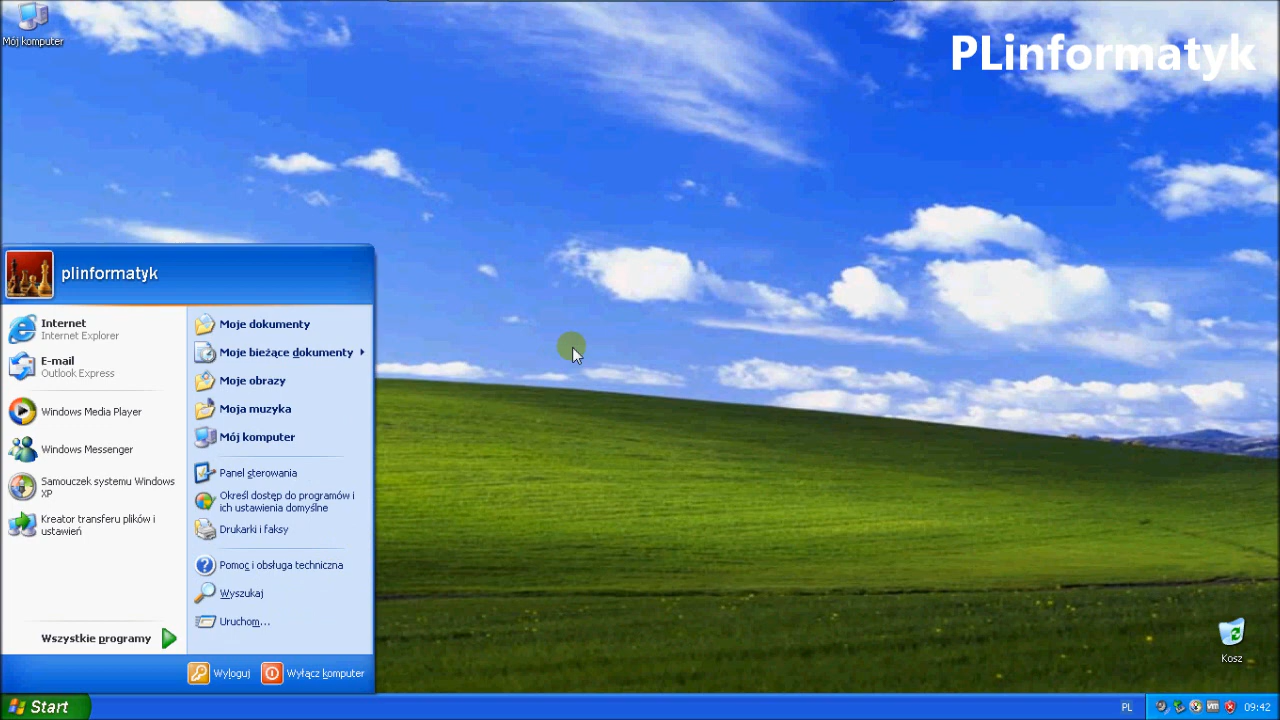 Mój komputer
PLinformatyk
plinformatyk
Internet
Internet Explorer
E-mail
Outlook Express
Windows Media Player
Windows Messenger
Samouczek systemu Windows
XP
Kreator transferu plików i
ustawień
Wszystkie programy
Moje dokumenty
Moje bieżące dokumenty
Moje obrazy
Moja muzyka
Mój komputer
Panel sterowania
Określ dostęp do programów i
ich ustawienia domyślne
Drukarki i faksy
Pomoc i obsługa techniczna
Wyszukaj
Uruchom...
Wyloguj
Wyłącz komputer
Kosz
Start
PL
09:42